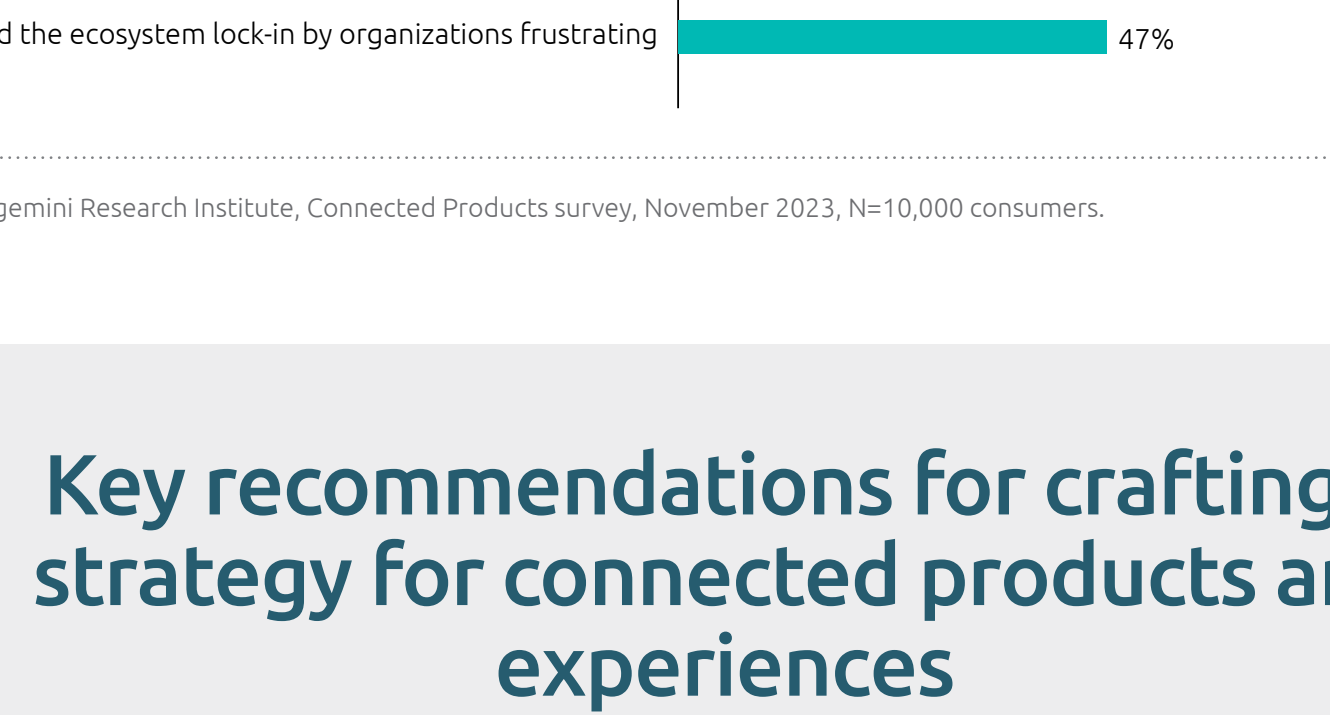 the ecosystem lock-in by organizations frustrating
47%
Research Institute, Connected Products survey, November 2023, N=10,000 consumers.
Key recommendations for crafting
strategy for connected products
experiences